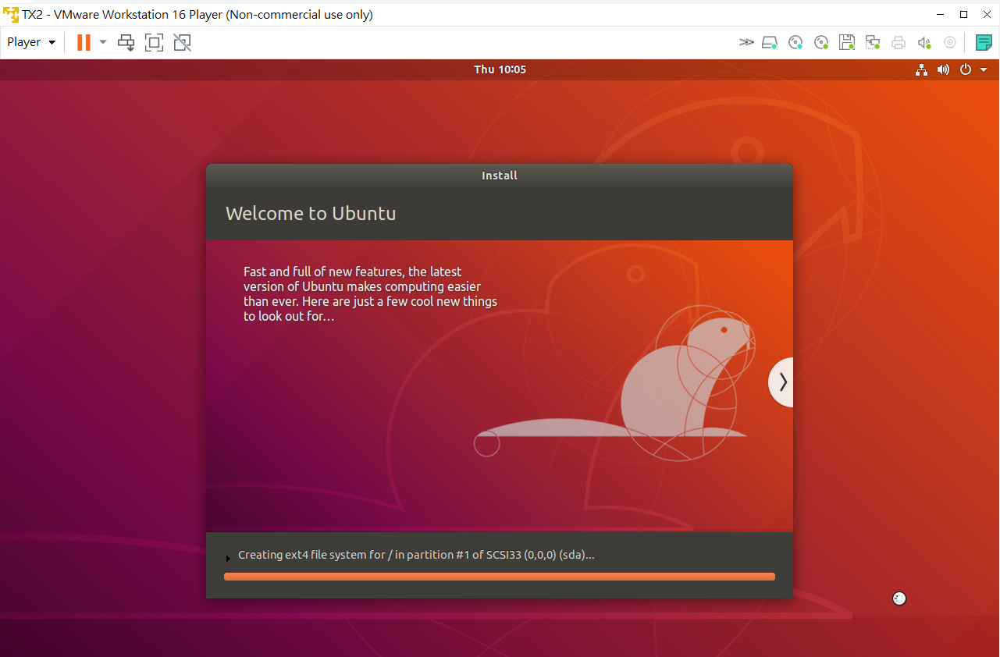 TX2 - VMware Workstation 16 Player (Non-commercial use only)
Player
Thu 10:05
Install
Welcome to Ubuntu
Fast and full of new features, the latest
version of Ubuntu makes computing easier
than ever. Here are just a few cool new things
to look out for…
Creating ext4 file system for / in partition #1 of SCSI33 (0,0,0) (sda)...